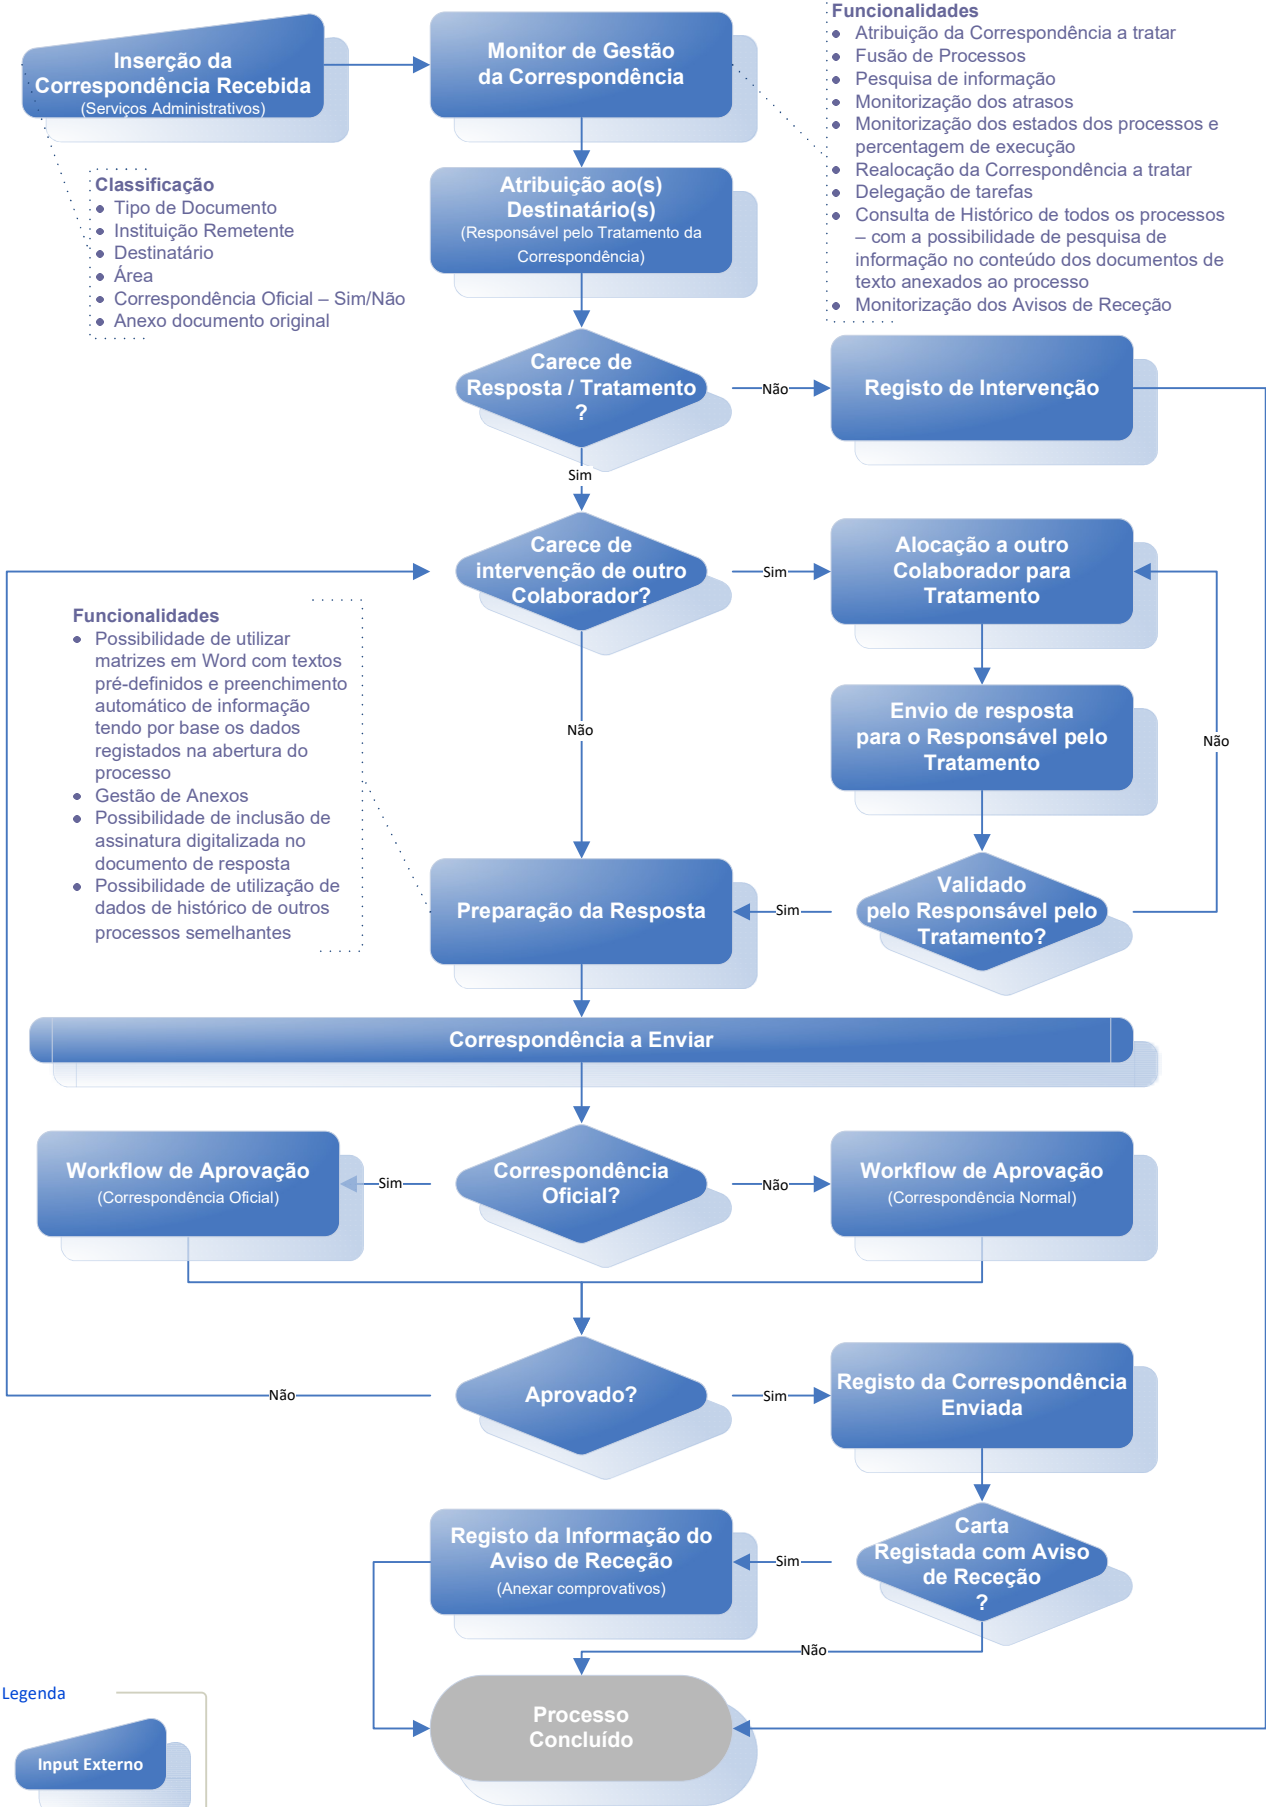 Inserção da
Correspondência Recebida
(Serviços Administrativos)
Monitor de Gestão
da Correspondência
Funcionalidades
Atribuição da Correspondência a tratar
Fusão de Processos
Pesquisa de informação
Monitorização dos atrasos
Monitorização dos estados dos processos e
percentagem de execução
Realocação da Correspondência a tratar
Delegação de tarefas
Consulta de Histórico de todos os processos
– com a possibilidade de pesquisa de
informação no conteúdo dos documentos de
texto anexados ao processo
Monitorização dos Avisos de Receção
Classificação
Tipo de Documento
Instituição Remetente
Destinatário
Área
Correspondência Oficial – Sim/Não
Anexo documento original
Atribuição ao(s)
Destinatário(s)
(Responsável pelo Tratamento da
Correspondência)
Carece de
Resposta / Tratamento
?
Não
Registo de Intervenção
Sim
Carece de
intervenção de outro
Colaborador?
Sim
Alocação a outro
Colaborador para
Tratamento
Funcionalidades
Possibilidade de utilizar
matrizes em Word com textos
pré-definidos e preenchimento
automático de informação
tendo por base os dados
registados na abertura do
processo
Gestão de Anexos
Possibilidade de inclusão de
assinatura digitalizada no
documento de resposta
Possibilidade de utilização de
dados de histórico de outros
processos semelhantes
Não
Envio de resposta
para o Responsável pelo
Tratamento
Não
Preparação da Resposta
Sim
Validado
pelo Responsável pelo
Tratamento?
Correspondência a Enviar
Workflow de Aprovação
(Correspondência Oficial)
Sim
Correspondência
Oficial?
Não
Workflow de Aprovação
(Correspondência Normal)
Não
Aprovado?
Sim
Registo da Correspondência
Enviada
Registo da Informação do
Aviso de Receção
(Anexar comprovativos)
Sim
Carta
Registada com Aviso
de Receção
?
Não
Processo
Concluído
Legenda
Input Externo